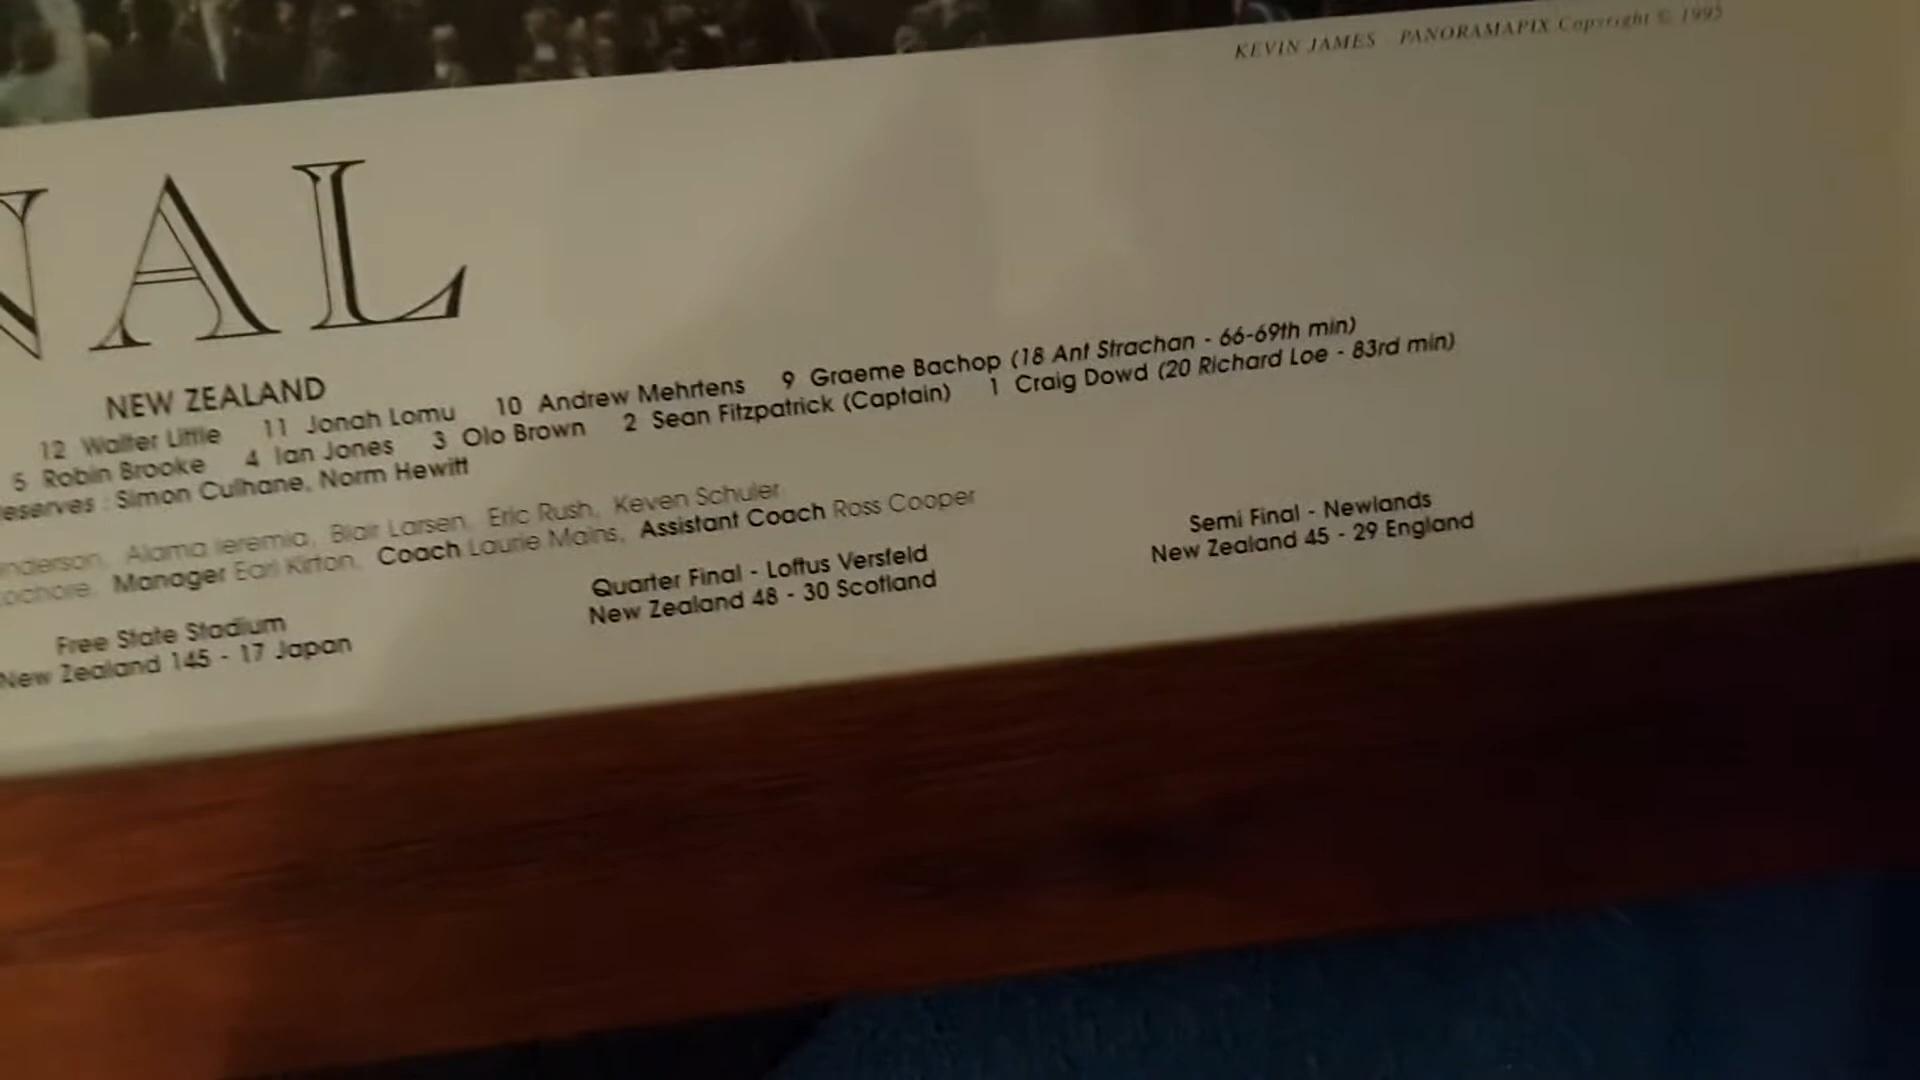 KEVIN JAMES PANORAMAPIX Copyright © 1995
NAL
NEW ZEALAND
12 Walter Little 11 Jonah Lomu 10 Andrew Mehrtens 9 Graeme Bachop (18 Ant Strachan - 66-69th min)
5 Robin Brooke 4 Ian Jones 3 Olo Brown 2 Sean Fitzpatrick (Captain) 1 Craig Dowd (20 Richard Loe - 83rd min)
eserves : Simon Culhane, Norm Hewitt
nderson, Alama Ieremia, Blair Larsen, Eric Rush, Keven Schuler
ochore, Manager Earl Kirton, Coach Laurie Mains, Assistant Coach Ross Cooper
Free State Stadium
New Zealand 145 - 17 Japan
Quarter Final - Loftus Versfeld
New Zealand 48 - 30 Scotland
Semi Final - Newlands
New Zealand 45 - 29 England